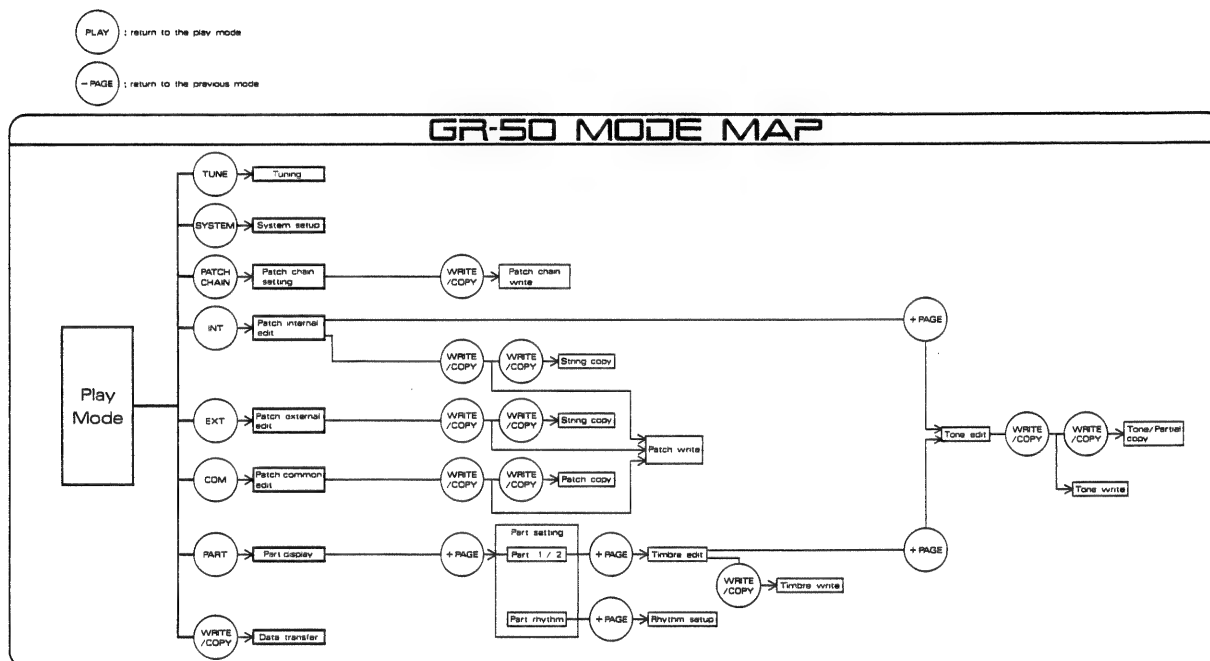 PLAY ; return to the play mode
-PAGE ; return to the previous mode
GR-50 MODE MAP
TUNE
Tuning
SYSTEM
System setup
PATCH
CHAIN
Patch chain
setting
WRITE
/COPY
Patch chain
write
INT
Patch internal
edit
+PAGE
WRITE
/COPY
WRITE
/COPY
String copy
Play
Mode
EXT
Patch external
edit
WRITE
/COPY
WRITE
/COPY
String copy
Patch write
Tone edit
WRITE
/COPY
WRITE
/COPY
Tone/Partial
copy
Tone write
COM
Patch common
edit
WRITE
/COPY
WRITE
/COPY
Patch copy
PART
Part display
+PAGE
Part setting
Part 1 / 2
+PAGE
Timbre edit
+PAGE
WRITE
/COPY
Timbre write
Part rhythm
+PAGE
Rhythm setup
WRITE
/COPY
Data transfer